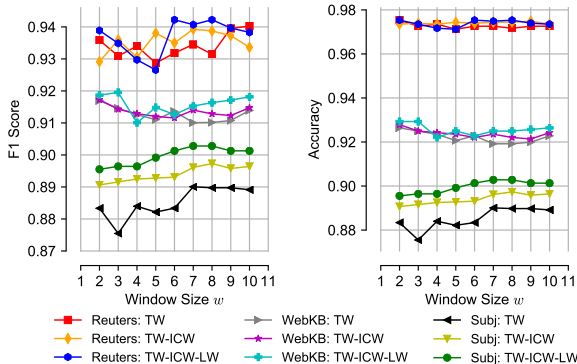 0.94
0.93
0.92
0.91
0.90
0.89
0.88
0.87
F1 Score
1 2 3 4 5 6 7 8 9 10 11
Window Size w
0.98
0.96
0.94
0.92
0.90
0.88
Accuracy
1 2 3 4 5 6 7 8 9 10 11
Window Size w
Reuters: TW
Reuters: TW-ICW
Reuters: TW-ICW-LW
WebKB: TW
WebKB: TW-ICW
WebKB: TW-ICW-LW
Subj: TW
Subj: TW-ICW
Subj: TW-ICW-LW